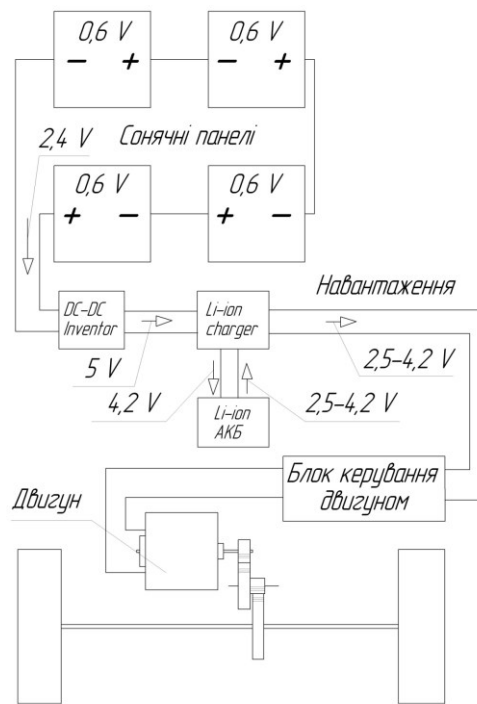 0,6 V
0,6 V
− +
− +
Сонячні панелі
2,4 V
0,6 V
0,6 V
+ −
+ −
Навантаження
DC-DC
Inventor
Li-ion
charger
5 V
2,5-4,2 V
4,2 V
2,5-4,2 V
Li-ion
АКБ
Блок керування
двигуном
Двигун